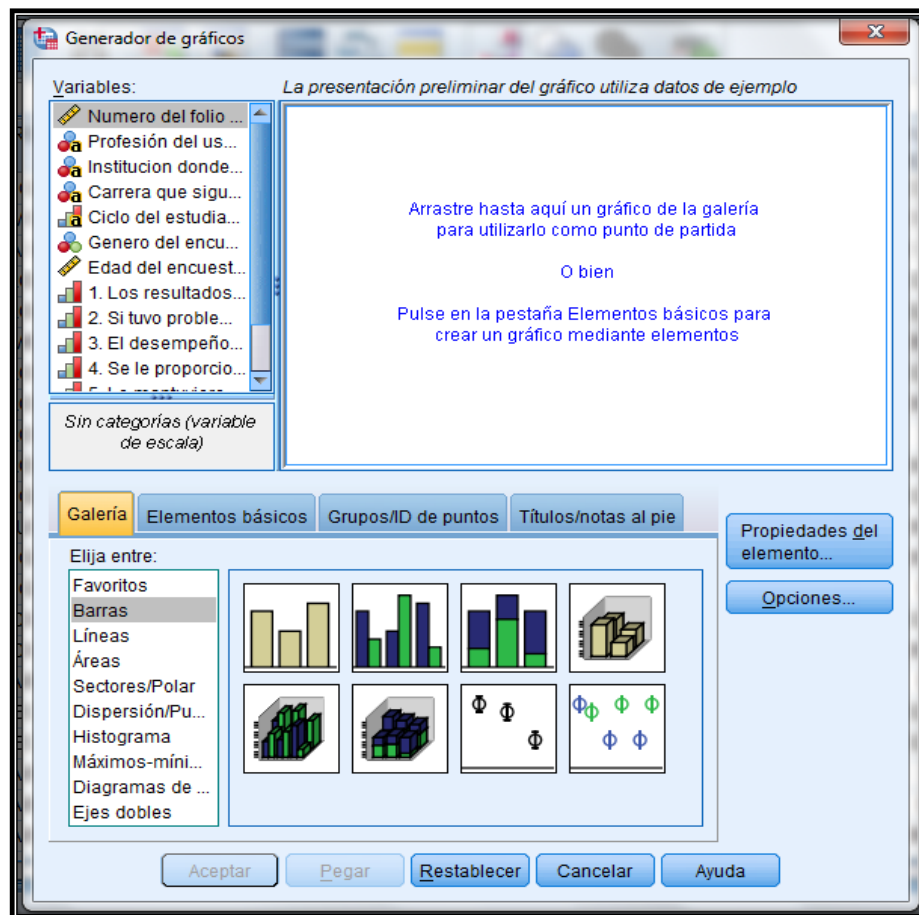 Generador de gráficos
Variables:
La presentación preliminar del gráfico utiliza datos de ejemplo
Numero del folio ...
Profesión del us...
Institucion donde...
Carrera que sigu...
Ciclo del estudia...
Genero del encu...
Edad del encuest...
1. Los resultados...
2. Si tuvo proble...
3. El desempeño...
4. Se le proporcio...
Sin categorías (variable
de escala)
Arrastre hasta aquí un gráfico de la galería
para utilizarlo como punto de partida
O bien
Pulse en la pestaña Elementos básicos para
crear un gráfico mediante elementos
Galería
Elementos básicos
Grupos/ID de puntos
Títulos/notas al pie
Elija entre:
Favoritos
Barras
Líneas
Áreas
Sectores/Polar
Dispersión/Pu...
Histograma
Máximos-míni...
Diagramas de ...
Ejes dobles
Propiedades del
elemento...
Opciones...
Aceptar
Pegar
Restablecer
Cancelar
Ayuda